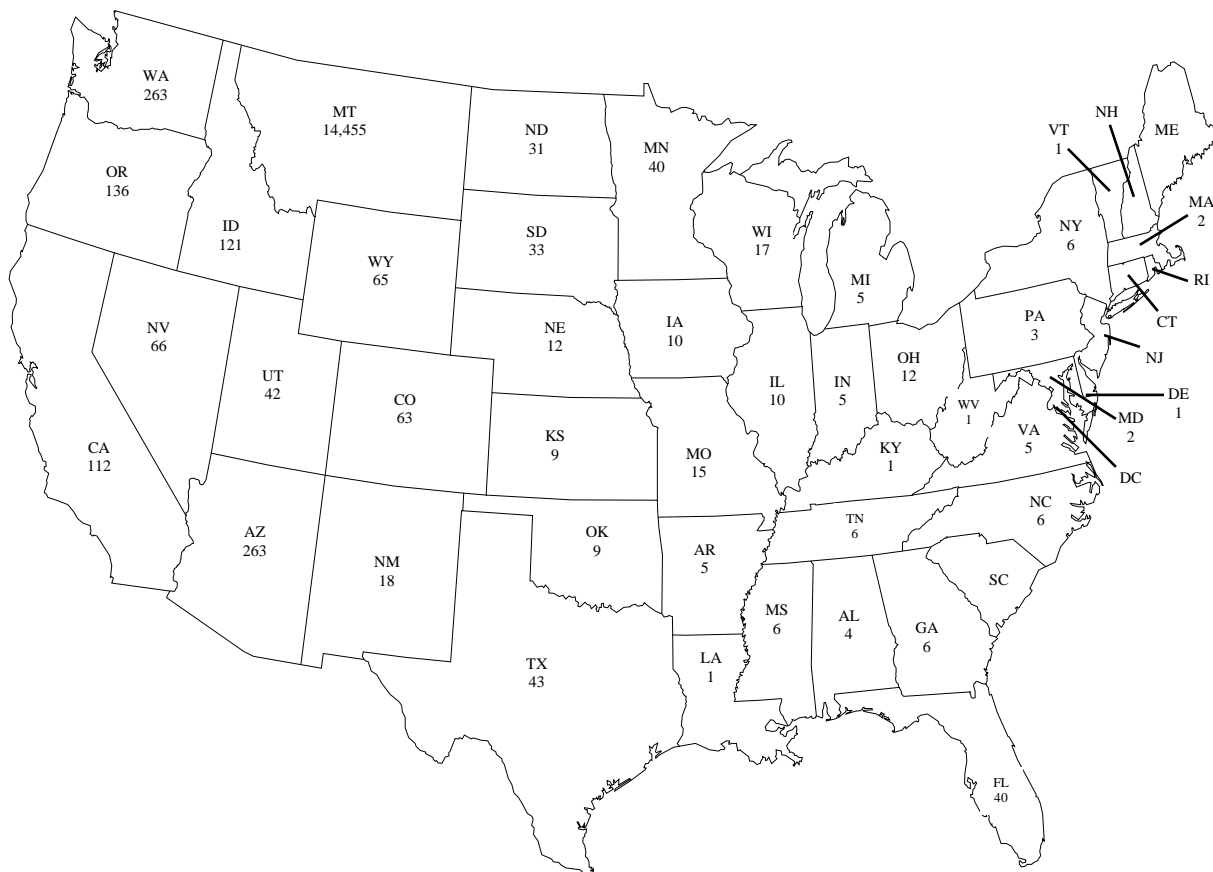 WA
263
MT
14,455
ND
31
MN
40
VT
1
NH
ME
OR
136
ID
121
WY
65
SD
33
WI
17
MI
5
NY
6
MA
2
RI
CT
NV
66
UT
42
CO
63
NE
12
IA
10
IL
10
IN
5
OH
12
PA
3
NJ
DE
1
MD
2
DC
CA
112
KS
9
MO
15
KY
1
WV
1
VA
5
AZ
263
NM
18
OK
9
AR
5
TN
6
NC
6
SC
TX
43
LA
1
MS
6
AL
4
GA
6
FL
40